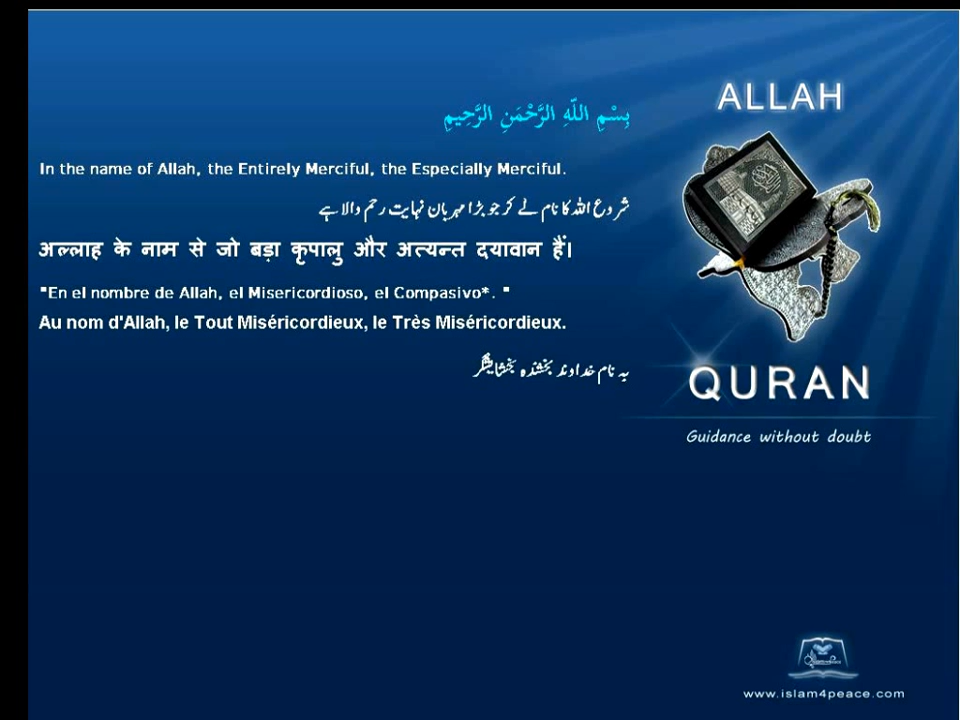 بِسْمِ اللّهِ الرَّحْمَنِ الرَّحِيمِ
In the name of Allah, the Entirely Merciful, the Especially Merciful.
شروع الله کا نام لے کر جو بڑا مہربان نہایت رحم والا ہے
अल्लाह के नाम से जो बड़ा कृपालु और अत्यन्त दयावान हैं।
"En el nombre de Allah, el Misericordioso, el Compasivo*. "
Au nom d'Allah, le Tout Miséricordieux, le Très Miséricordieux.
به نام خداوند بخشنده بخشایشگر
ALLAH
QURAN
Guidance without doubt
www.islam4peace.com